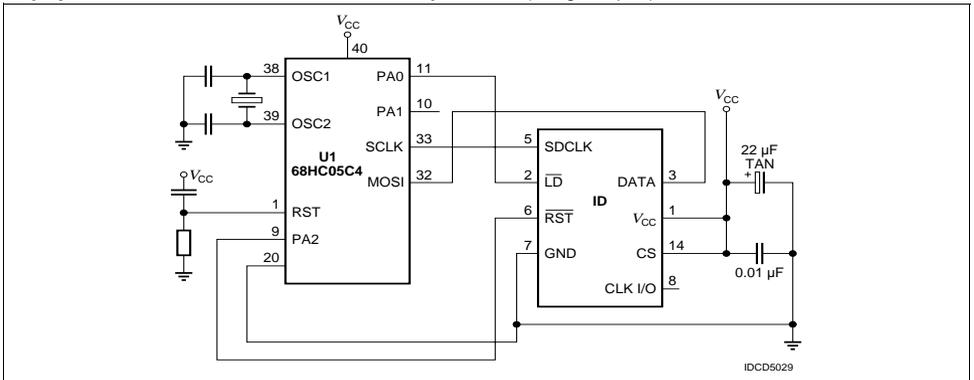 VCC
40
38
OSC1
PA0
11
PA1
10
39
OSC2
SCLK
33
U1
68HC05C4
MOSI
32
VCC
1
RST
9
PA2
20
5
SDCLK
2
LD
DATA
3
ID
6
RST
VCC
1
7
GND
CS
14
CLK I/O
8
VCC
22 µF
TAN
+
0.01 µF
IDCD5029